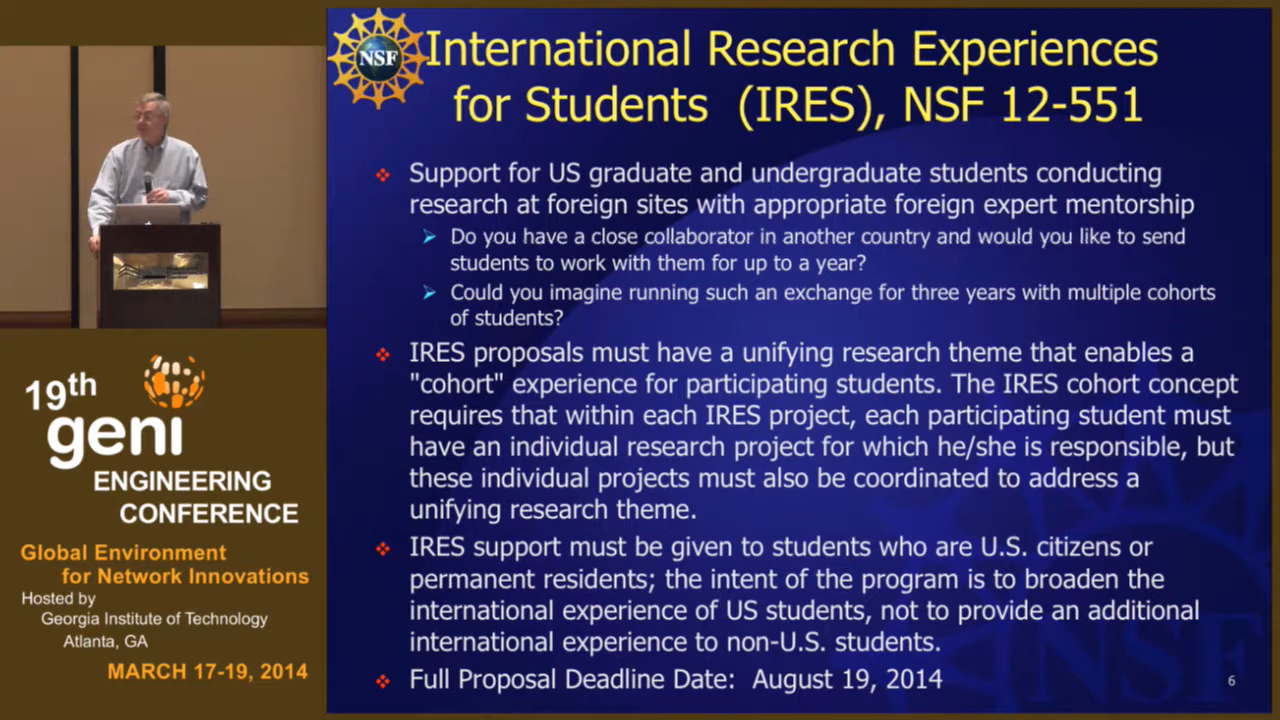 NSF
International Research Experiences
for Students (IRES), NSF 12-551
Support for US graduate and undergraduate students conducting
research at foreign sites with appropriate foreign expert mentorship
Do you have a close collaborator in another country and would you like to send
students to work with them for up to a year?
Could you imagine running such an exchange for three years with multiple cohorts
of students?
IRES proposals must have a unifying research theme that enables a
"cohort" experience for participating students. The IRES cohort concept
requires that within each IRES project, each participating student must
have an individual research project for which he/she is responsible, but
these individual projects must also be coordinated to address a
unifying research theme.
IRES support must be given to students who are U.S. citizens or
permanent residents; the intent of the program is to broaden the
international experience of US students, not to provide an additional
international experience to non-U.S. students.
Full Proposal Deadline Date: August 19, 2014
6
NSF
19th
geni
ENGINEERING
CONFERENCE
Global Environment
for Network Innovations
Hosted by
Georgia Institute of Technology
Atlanta, GA
MARCH 17-19, 2014